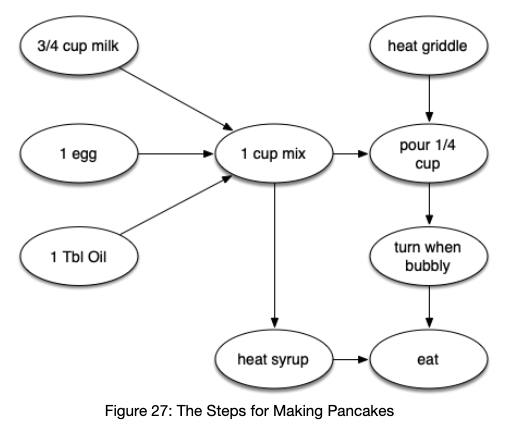 3/4 cup milk
heat griddle
1 egg
1 cup mix
pour 1/4
cup
1 Tbl Oil
turn when
bubbly
heat syrup
eat
Figure 27: The Steps for Making Pancakes